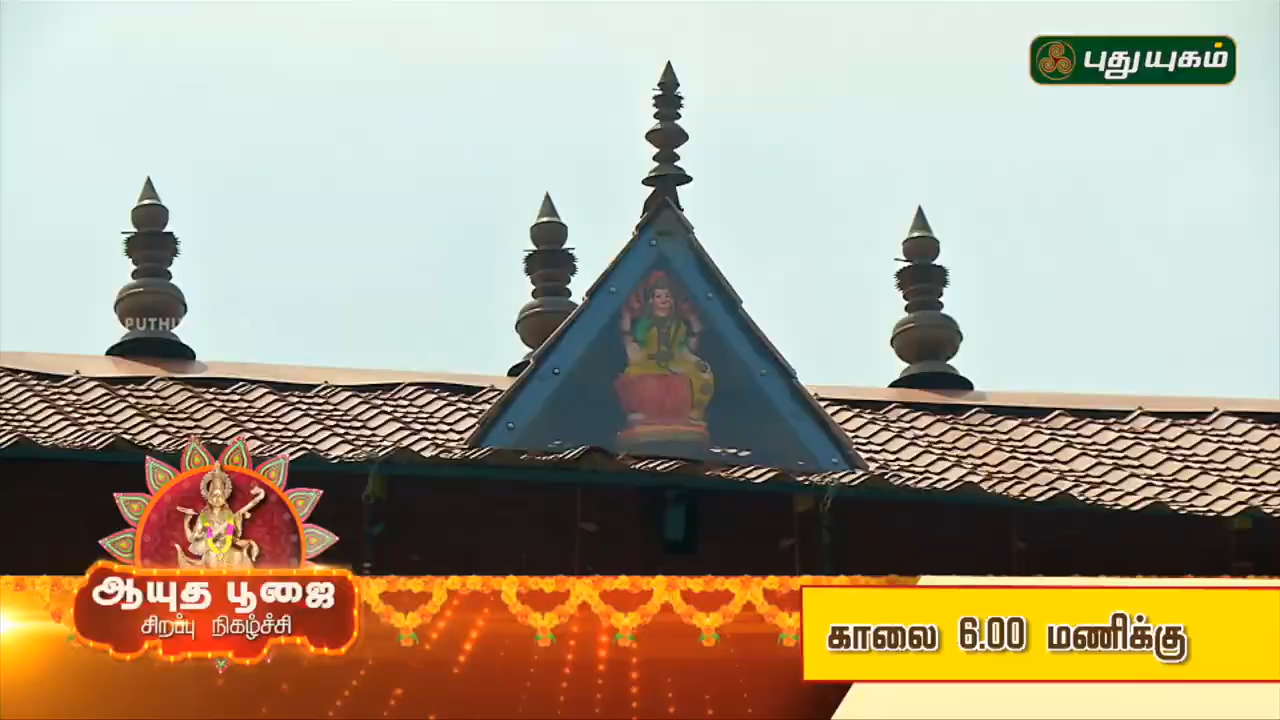 புதுயுகம்
PUTHU
ஆயுத பூஜை
சிறப்பு நிகழ்ச்சி
காலை 6.00 மணிக்கு